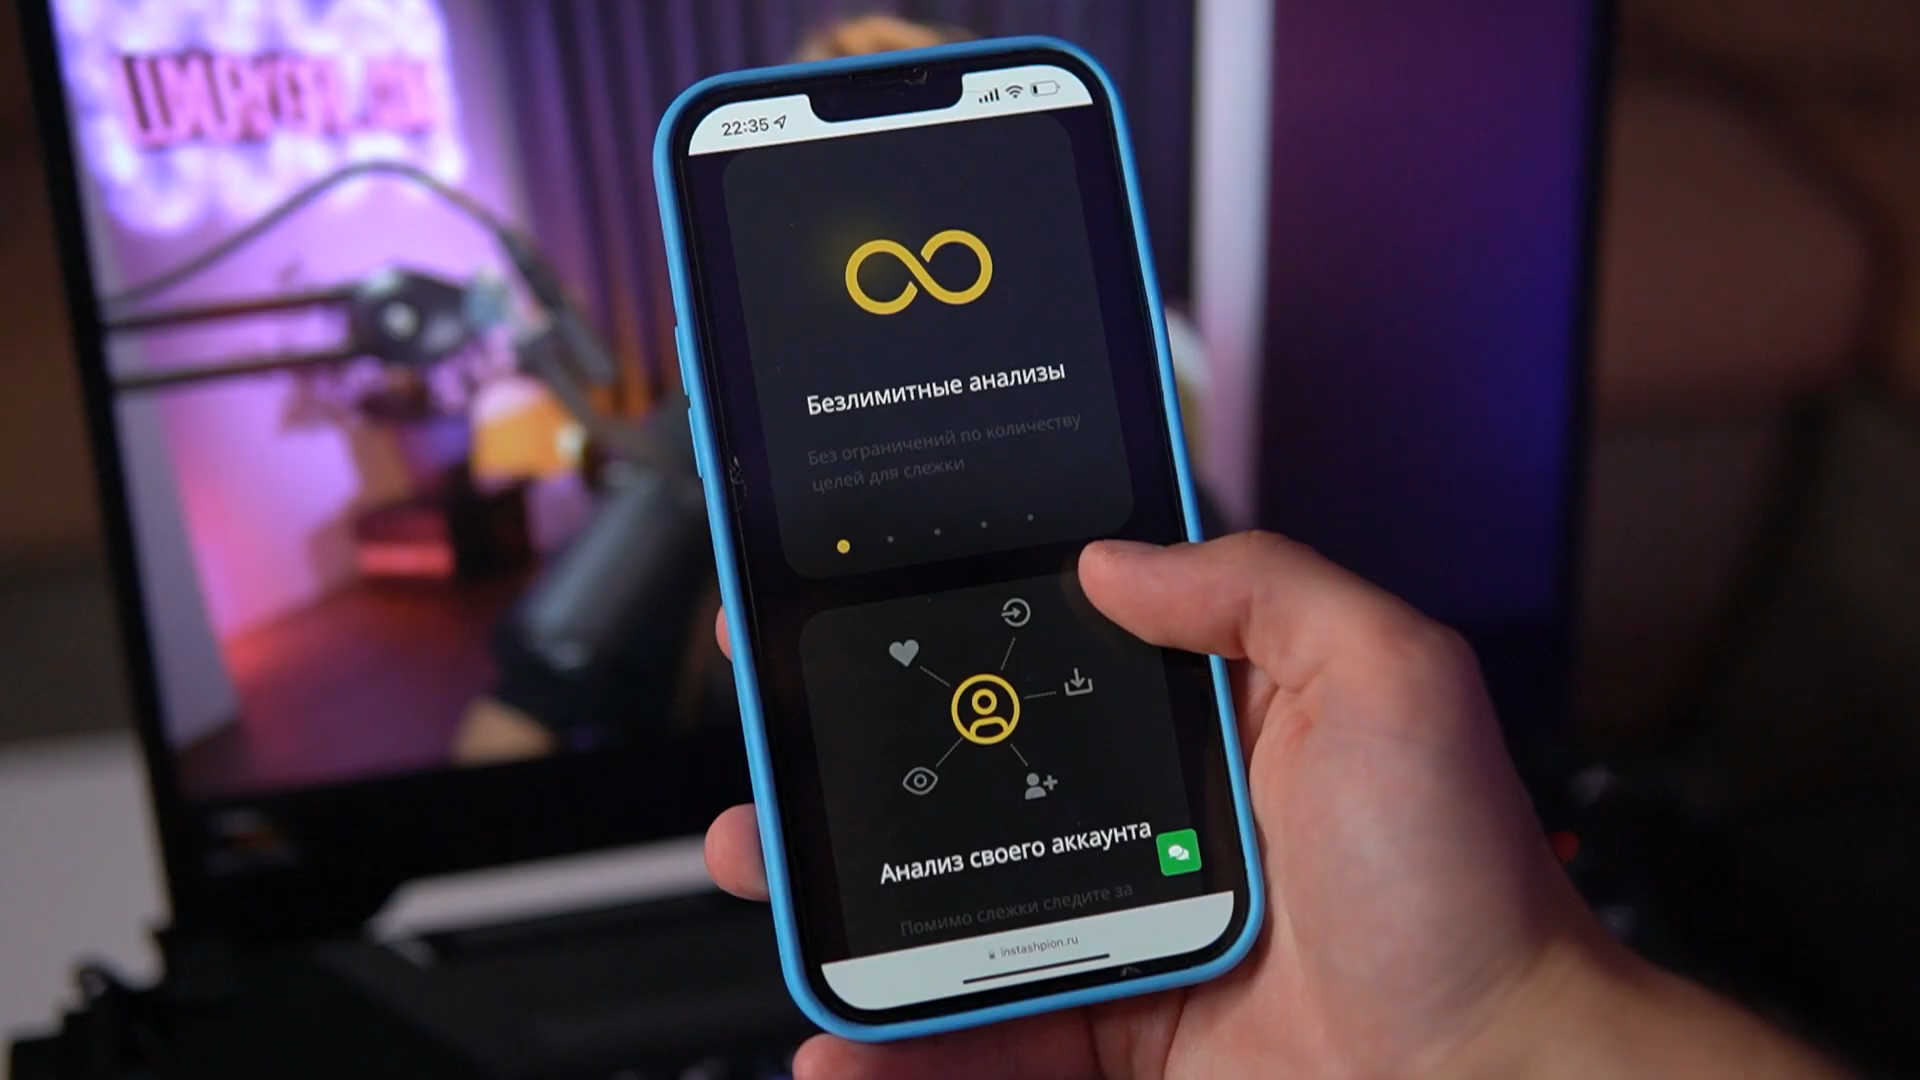 22:35
Безлимитные анализы
Без ограничений по количеству
целей для слежки
Анализ своего аккаунта
Помимо слежки следите за
instashpion.ru